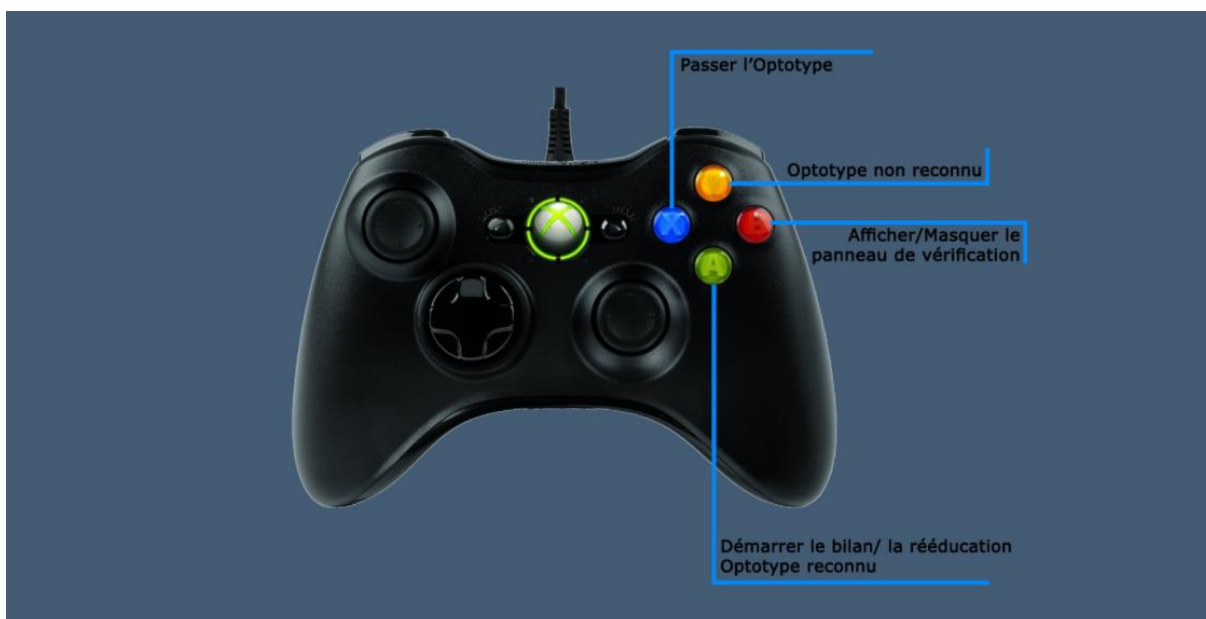 Passer l'Optotype
Optotype non reconnu
Afficher/Masquer le
panneau de vérification
X
A
Démarrer le bilan/ la rééducation
Optotype reconnu